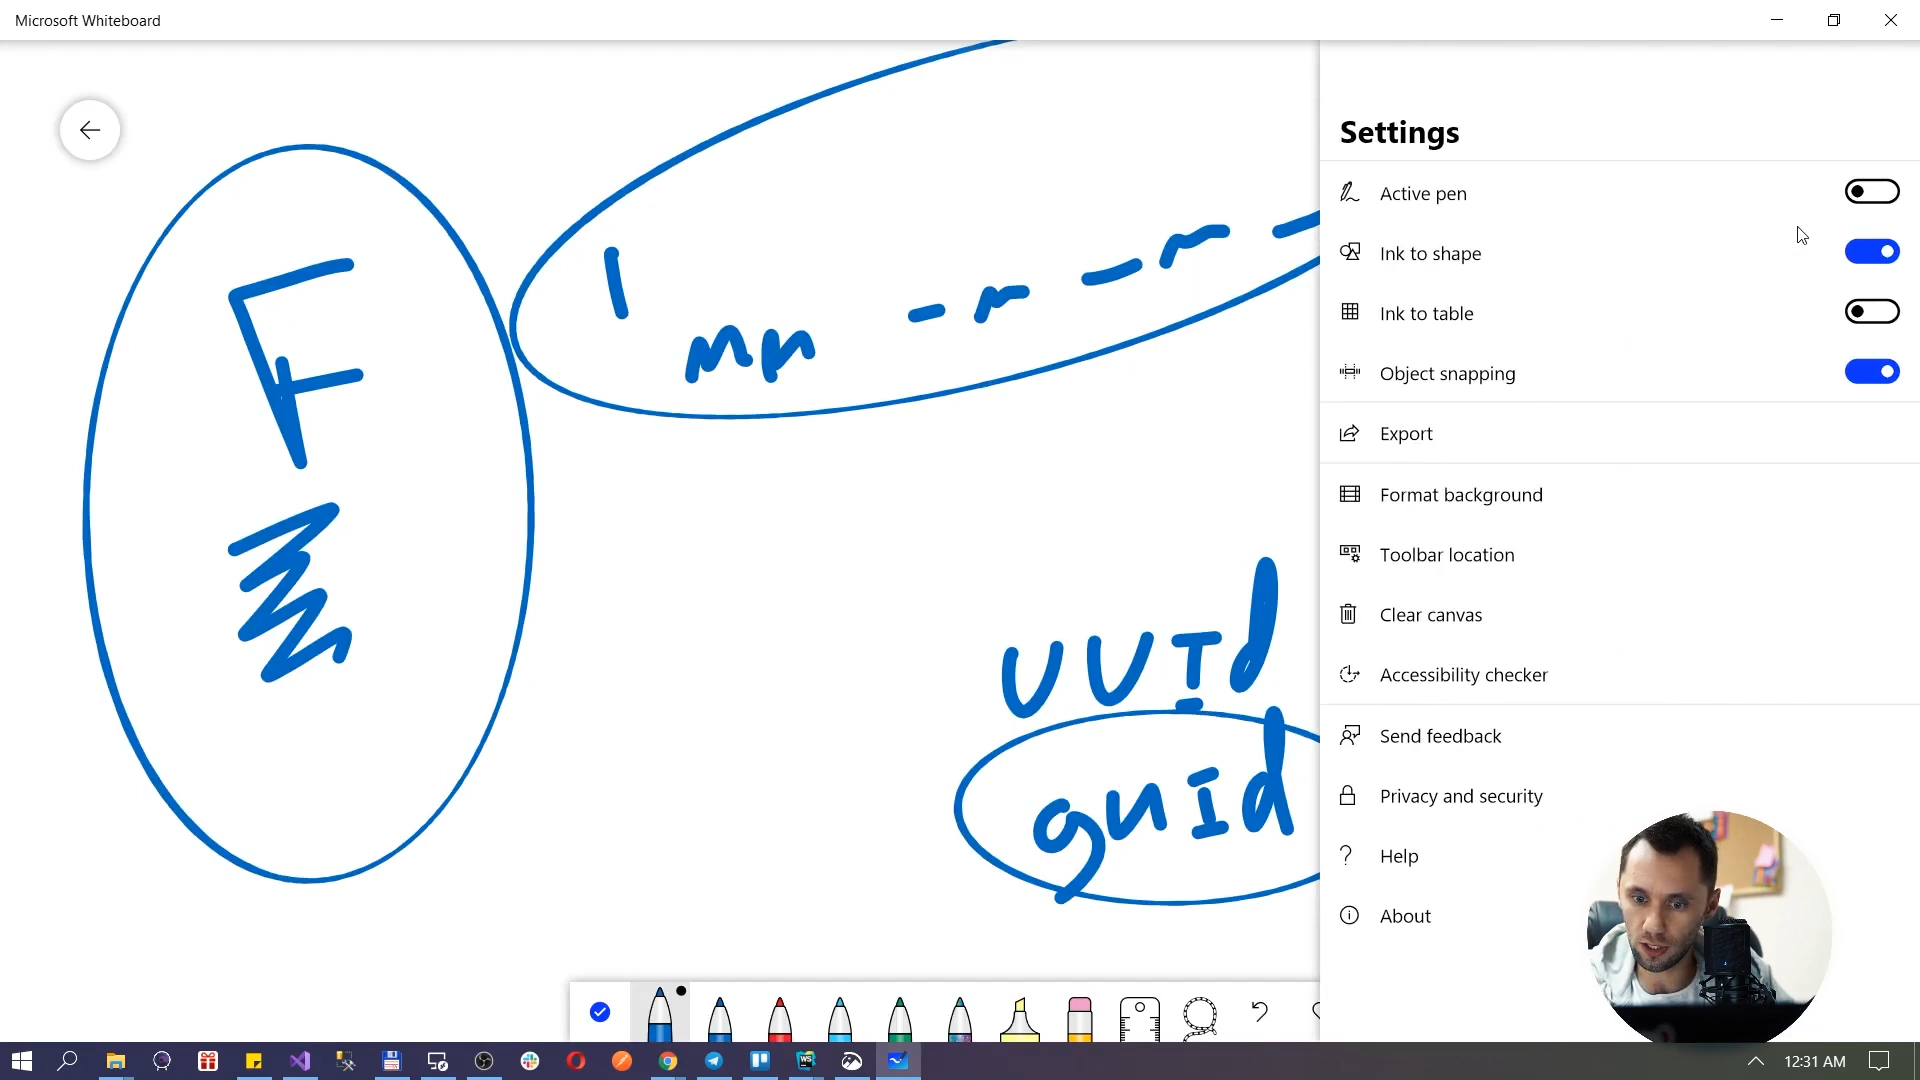 Microsoft Whiteboard
Settings
Active pen
Ink to shape
Ink to table
Object snapping
Export
Format background
Toolbar location
Clear canvas
Accessibility checker
Send feedback
Privacy and security
Help
About
F
UUId
guid
12:31 AM